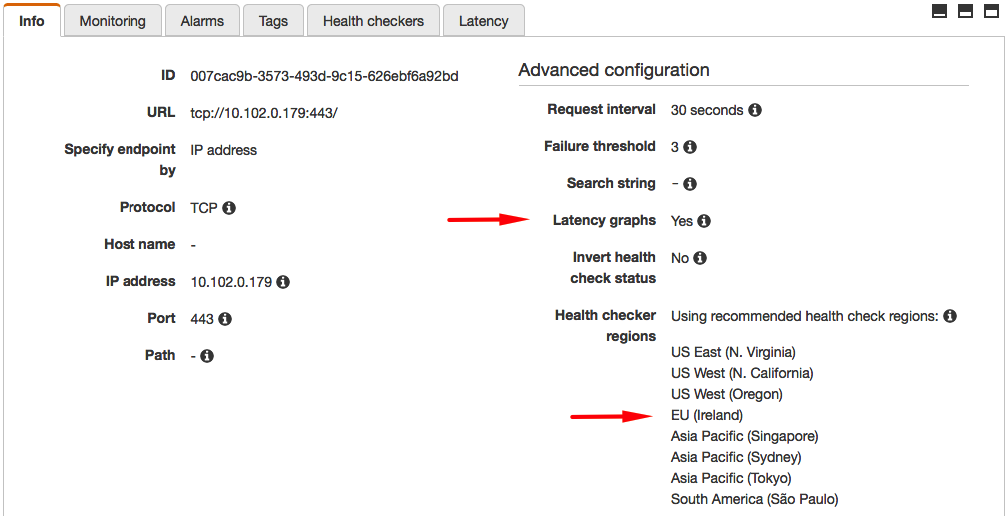 Info Monitoring Alarms Tags Health checkers Latency
ID 007cac9b-3573-493d-9c15-626ebf6a92bd
URL tcp://10.102.0.179:443/
Specify endpoint by IP address
Protocol TCP
Host name -
IP address 10.102.0.179
Port 443
Path -
Advanced configuration
Request interval 30 seconds
Failure threshold 3
Search string -
Latency graphs Yes
Invert health check status No
Health checker regions Using recommended health check regions:
US East (N. Virginia)
US West (N. California)
US West (Oregon)
EU (Ireland)
Asia Pacific (Singapore)
Asia Pacific (Sydney)
Asia Pacific (Tokyo)
South America (São Paulo)